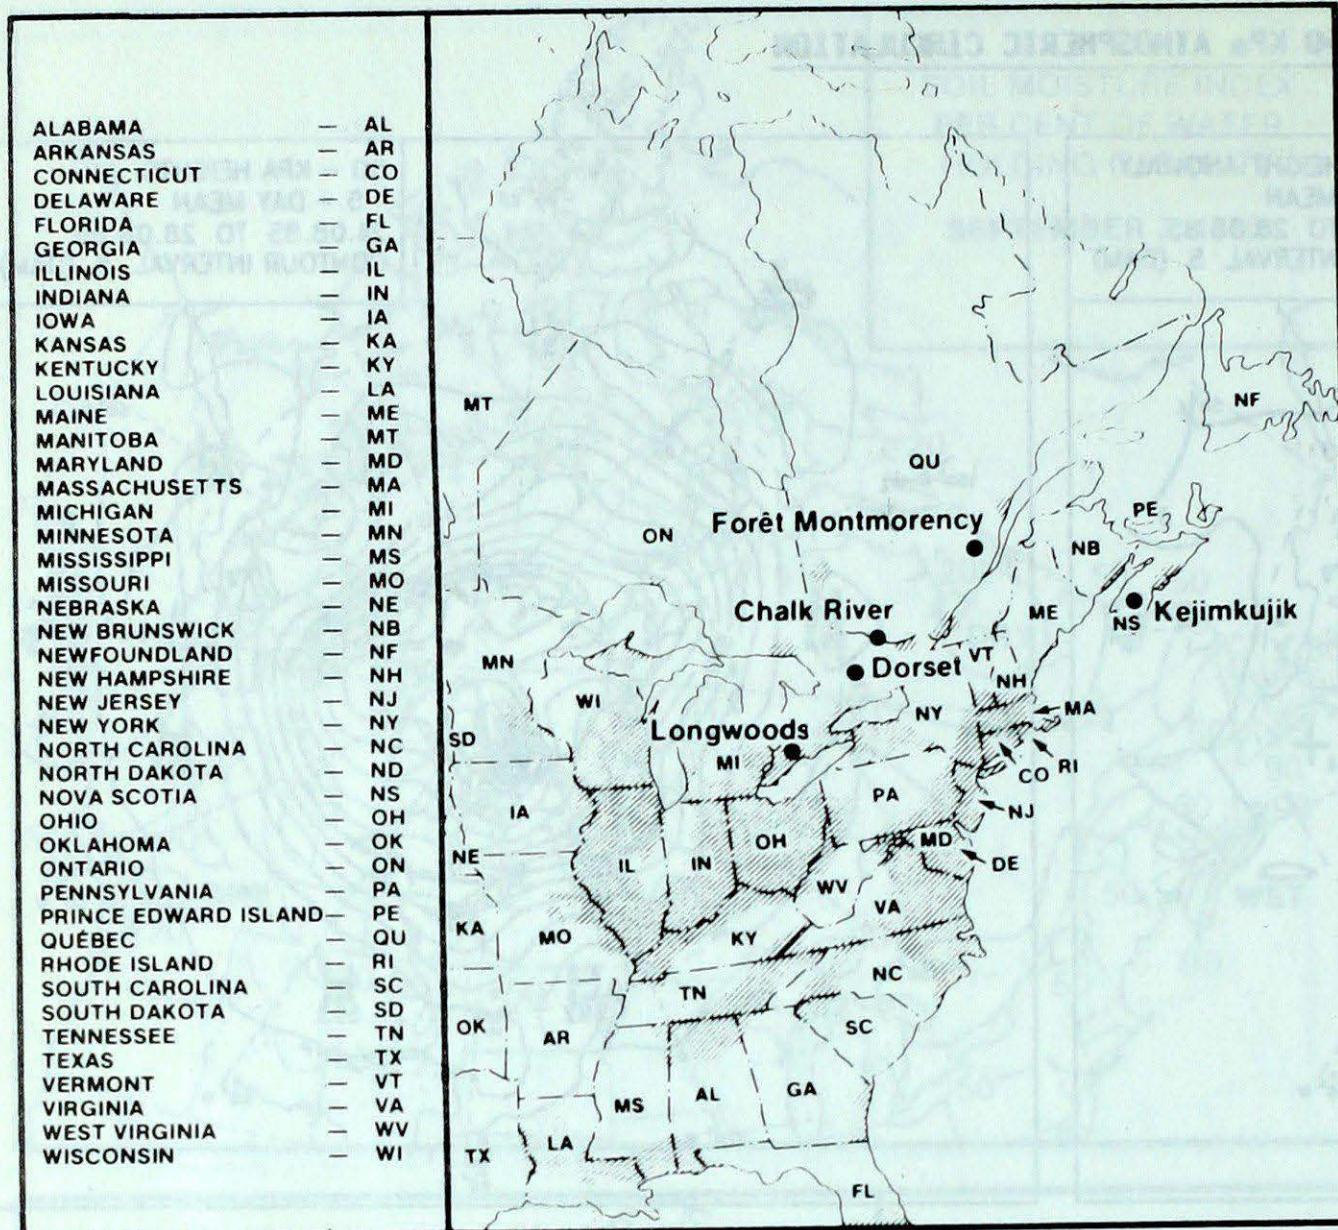 ALABAMA — AL
ARKANSAS — AR
CONNECTICUT — CO
DELAWARE — DE
FLORIDA — FL
GEORGIA — GA
ILLINOIS — IL
INDIANA — IN
IOWA — IA
KANSAS — KA
KENTUCKY — KY
LOUISIANA — LA
MAINE — ME
MANITOBA — MT
MARYLAND — MD
MASSACHUSETTS — MA
MICHIGAN — MI
MINNESOTA — MN
MISSISSIPPI — MS
MISSOURI — MO
NEBRASKA — NE
NEW BRUNSWICK — NB
NEWFOUNDLAND — NF
NEW HAMPSHIRE — NH
NEW JERSEY — NJ
NEW YORK — NY
NORTH CAROLINA — NC
NORTH DAKOTA — ND
NOVA SCOTIA — NS
OHIO — OH
OKLAHOMA — OK
ONTARIO — ON
PENNSYLVANIA — PA
PRINCE EDWARD ISLAND — PE
QUÉBEC — QU
RHODE ISLAND — RI
SOUTH CAROLINA — SC
SOUTH DAKOTA — SD
TENNESSEE — TN
TEXAS — TX
VERMONT — VT
VIRGINIA — VA
WEST VIRGINIA — WV
WISCONSIN — WI
MT
NF
QU
PE
Forêt Montmorency
ON
NB
Chalk River
ME
NS
Kejimkujik
MN
Dorset
VT
WI
NH
NY
MA
SD
Longwoods
MI
CO
RI
IA
PA
NJ
NE
IL
IN
OH
MD
DE
WV
KA
MO
KY
VA
TN
NC
OK
AR
SC
MS
AL
GA
LA
TX
FL